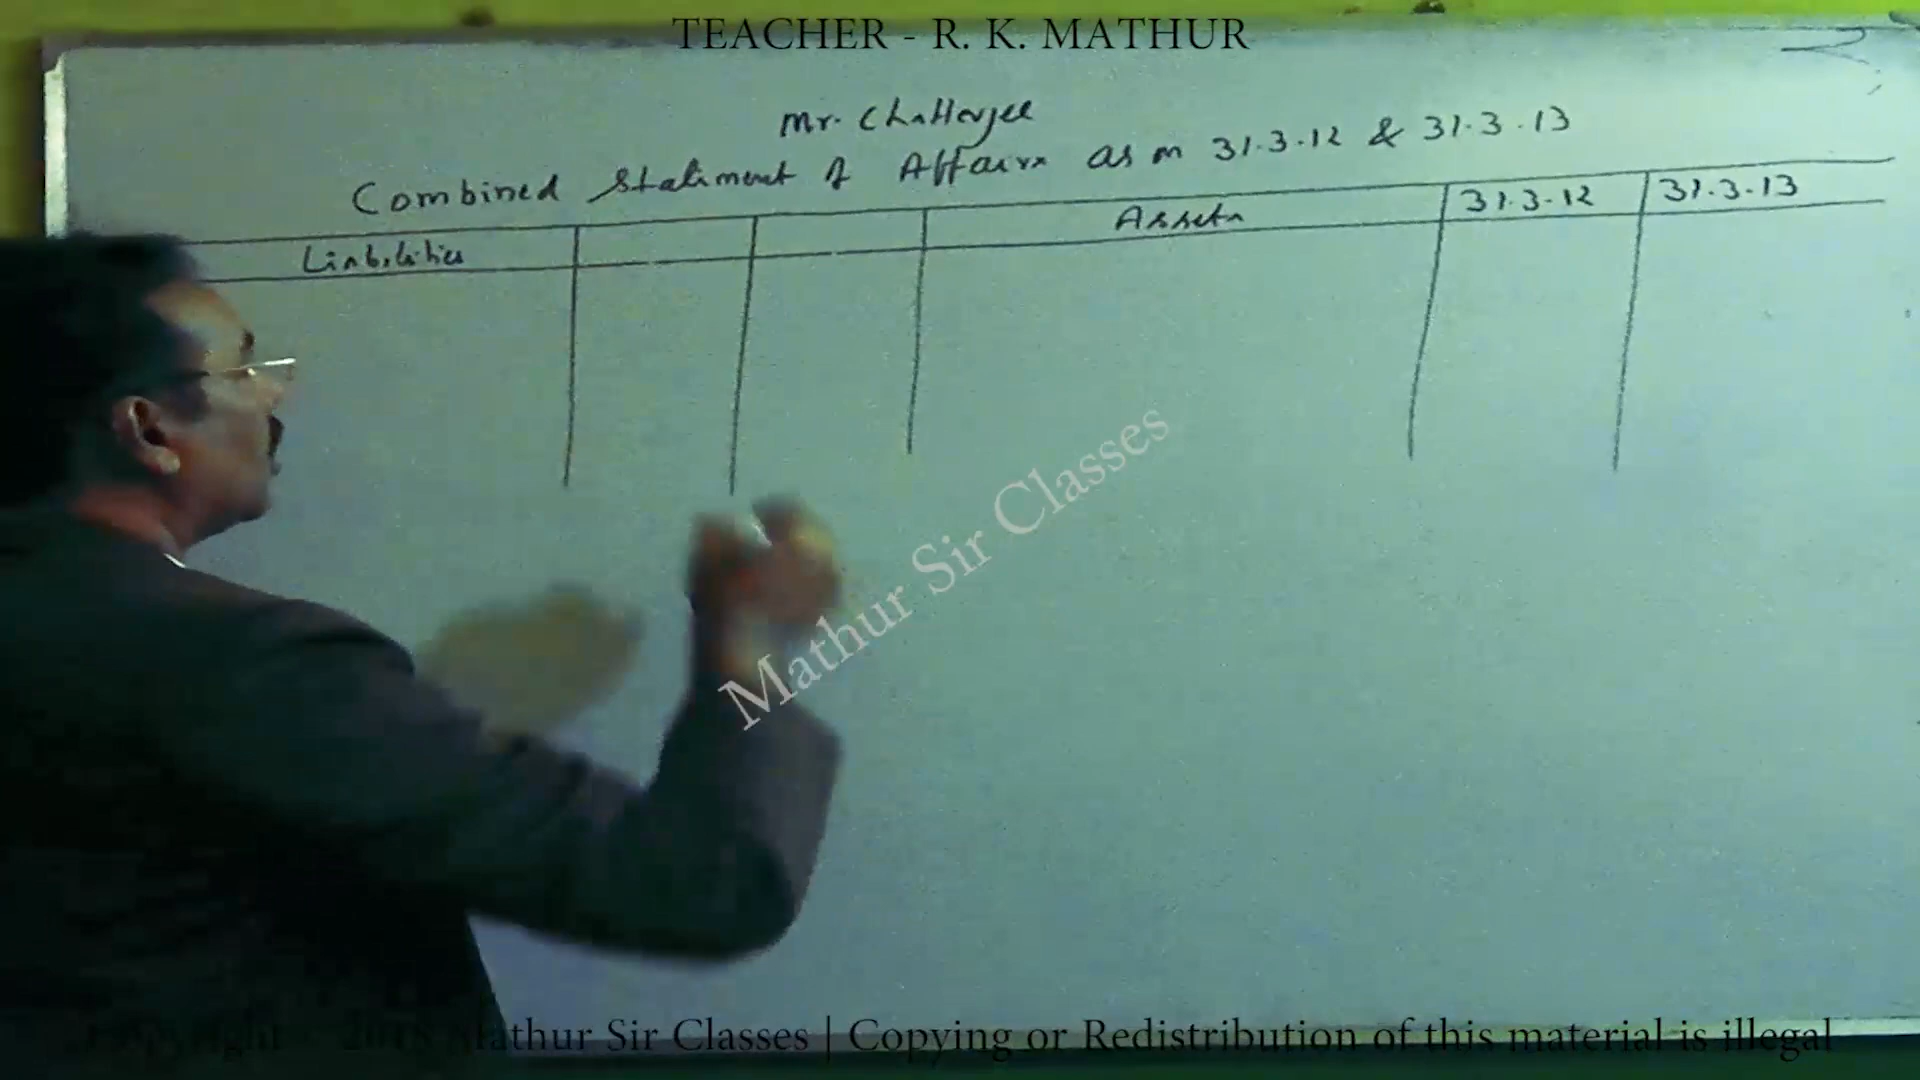 TEACHER - R. K. MATHUR
Mr. Chatterjee
Combined Statement of Affairs as on 31.3.12 & 31.3.13
Liabilities Assets 31.3.12 31.3.13
Mathur Sir Classes
Copyright Mathur Sir Classes | Copying or Redistribution of this material is illegal